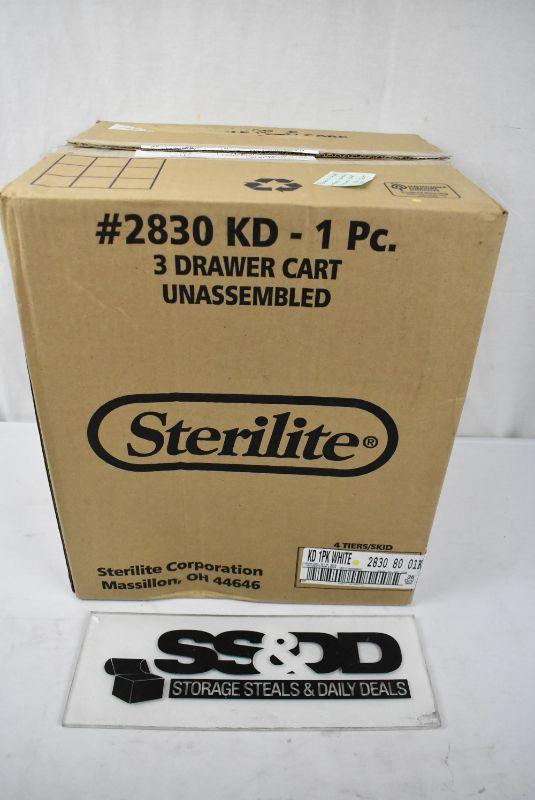 #2830 KD - 1 Pc.
3 DRAWER CART
UNASSEMBLED
Sterilite®
4 TIERS/SKID
KD 1PK WHITE
2830 80 01
Sterilite Corporation
Massillon, OH 44646
SS&DD
STORAGE STEALS & DAILY DEALS